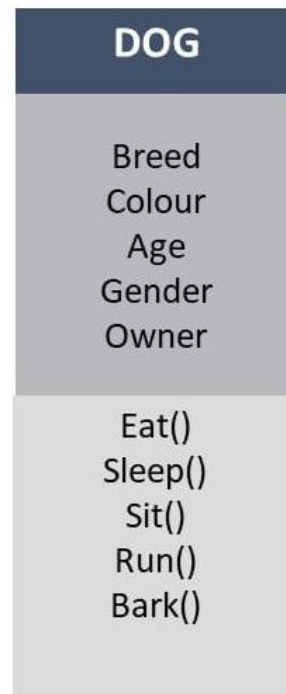 DOG
Breed
Colour
Age
Gender
Owner
Eat()
Sleep()
Sit()
Run()
Bark()